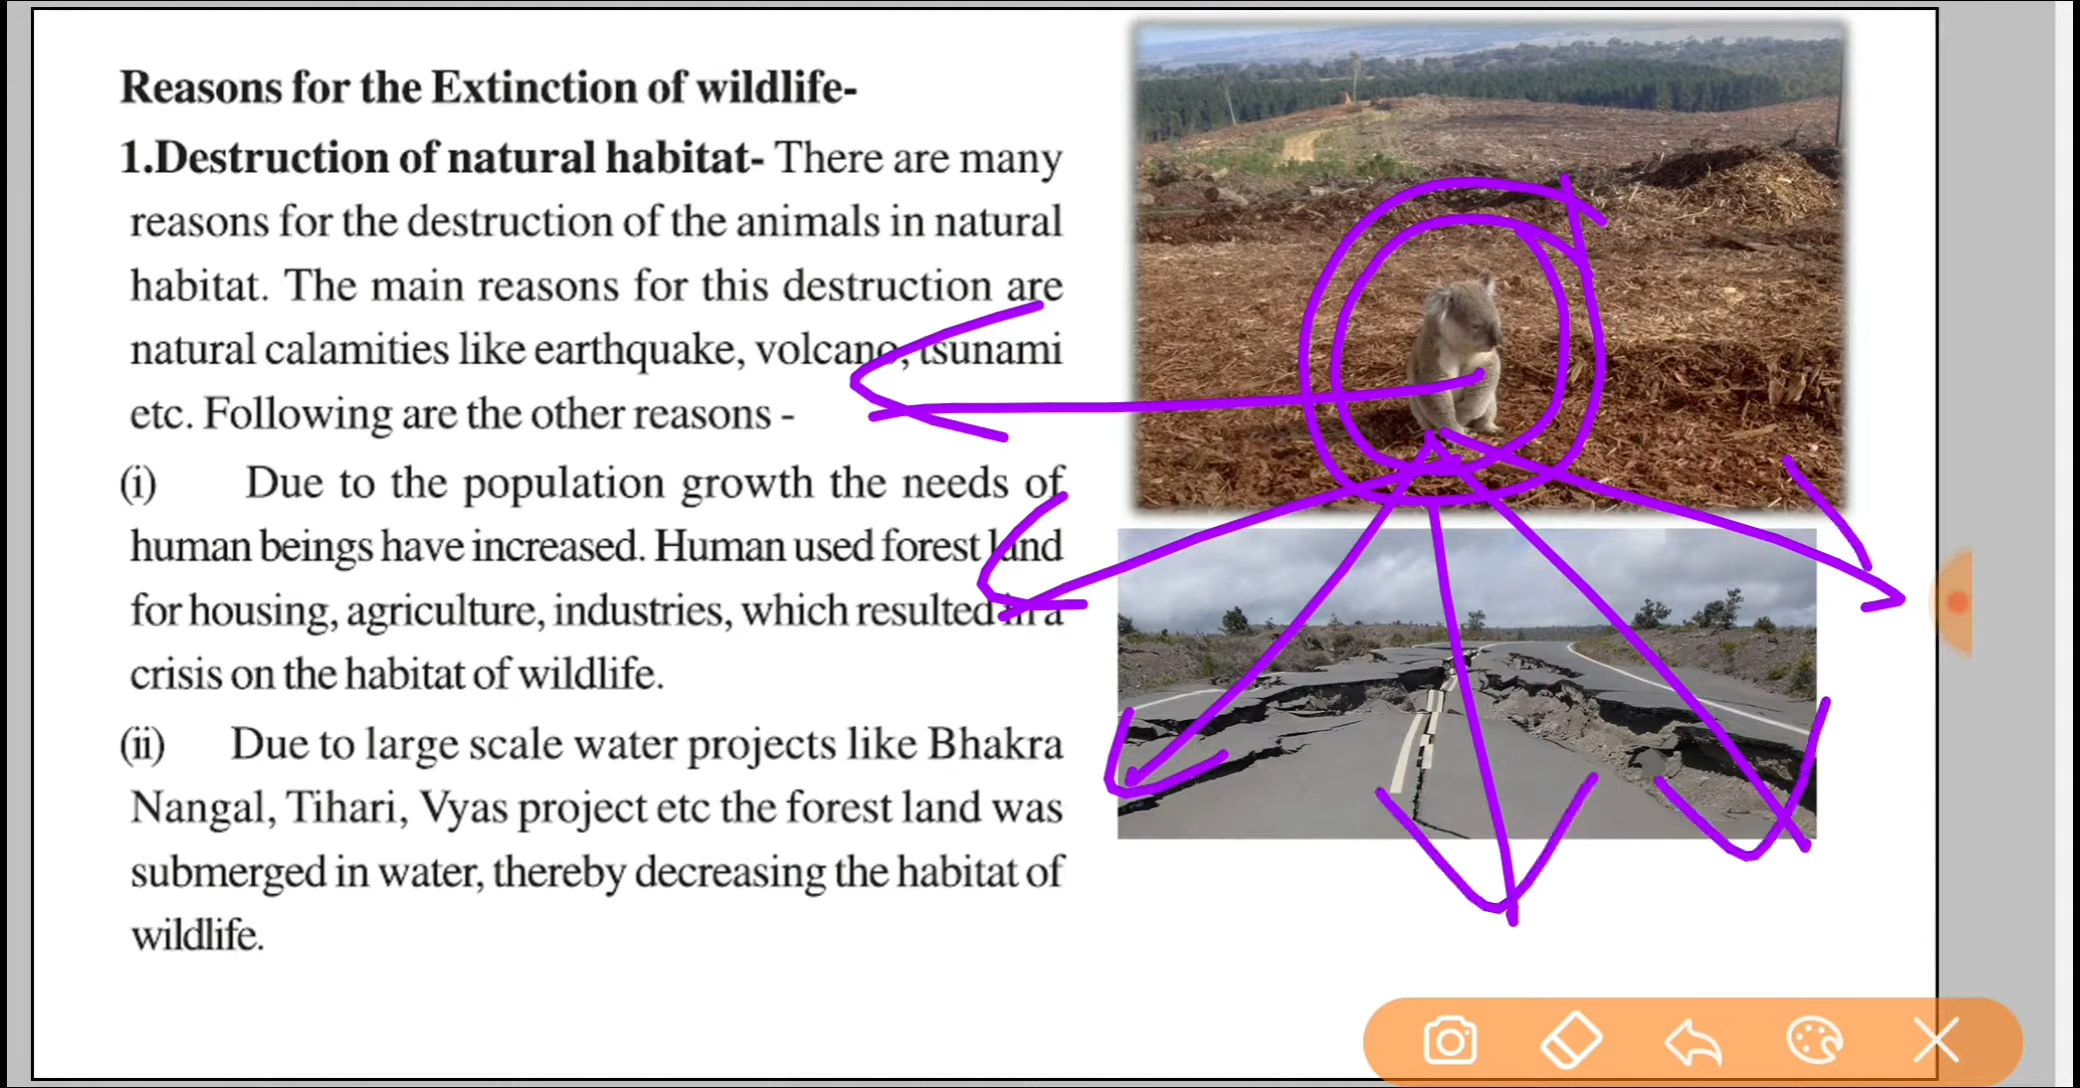 Reasons for the Extinction of wildlife-
1.Destruction of natural habitat- There are many
reasons for the destruction of the animals in natural
habitat. The main reasons for this destruction are
natural calamities like earthquake, volcano, tsunami
etc. Following are the other reasons -
(i) Due to the population growth the needs of
human beings have increased. Human used forest land
for housing, agriculture, industries, which resulted in a
crisis on the habitat of wildlife.
(ii) Due to large scale water projects like Bhakra
Nangal, Tihari, Vyas project etc the forest land was
submerged in water, thereby decreasing the habitat of
wildlife.